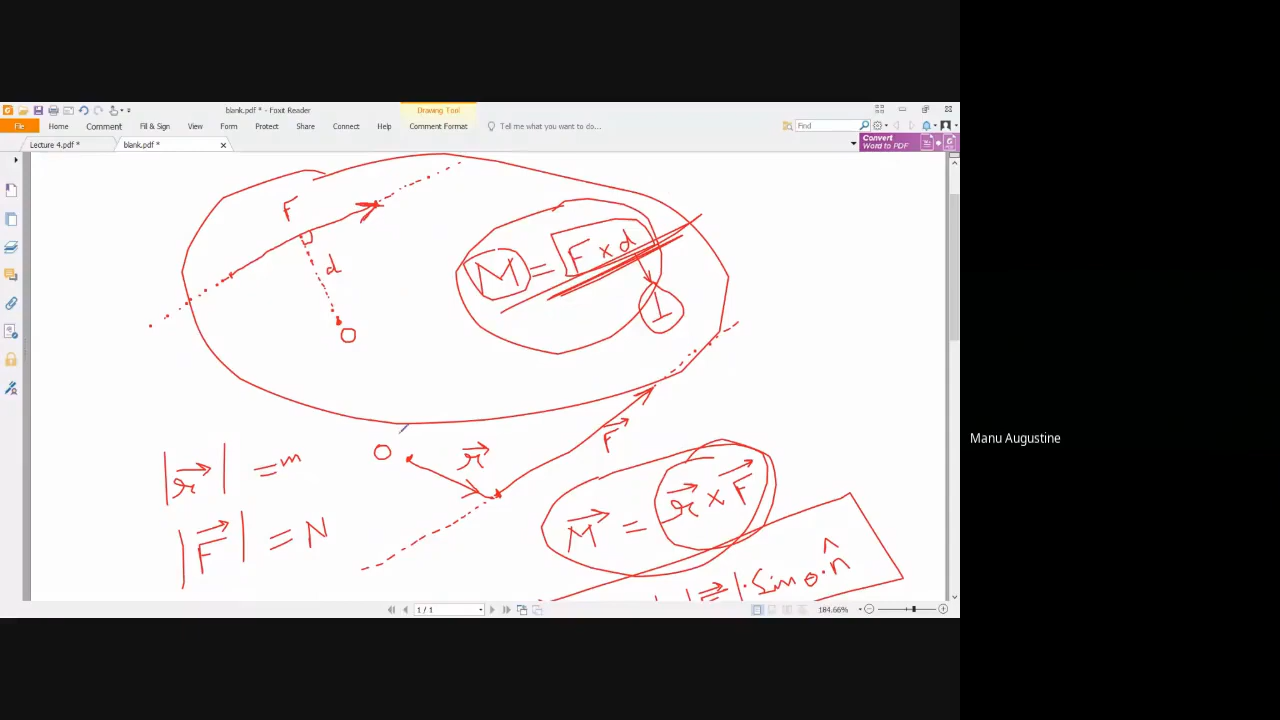 blank.pdf * - Foxit Reader
Drawing Tool
File Home Comment Fill & Sign View Form Protect Share Connect Help Comment Format Tell me what you want to do... Find
Lecture 4.pdf * blank.pdf *
Convert
Word to PDF
F
d
O
M = F × d
⊥
O
r⃗
F⃗
|r⃗| = m
|F⃗| = N
M⃗ = r⃗ × F⃗
Sin θ · n̂
1 / 1
184.66%
Manu Augustine